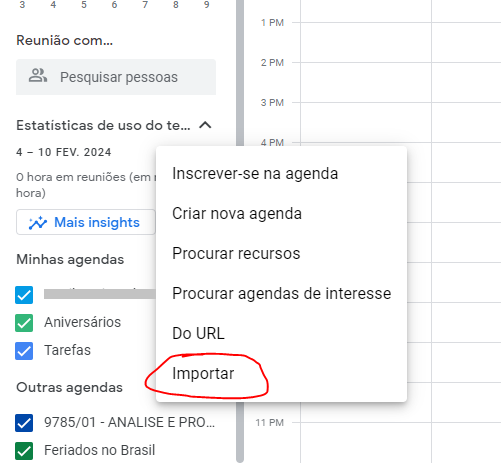 3 4 5 6 7 8 9
Reunião com...
Pesquisar pessoas
Estatísticas de uso do te...
4 – 10 FEV. 2024
0 hora em reuniões (em m
hora)
Mais insights
Minhas agendas
Aniversários
Tarefas
Outras agendas
9785/01 - ANALISE E PRO...
Feriados no Brasil
Inscrever-se na agenda
Criar nova agenda
Procurar recursos
Procurar agendas de interesse
Do URL
Importar
1 PM
2 PM
3 PM
4 PM
11 PM